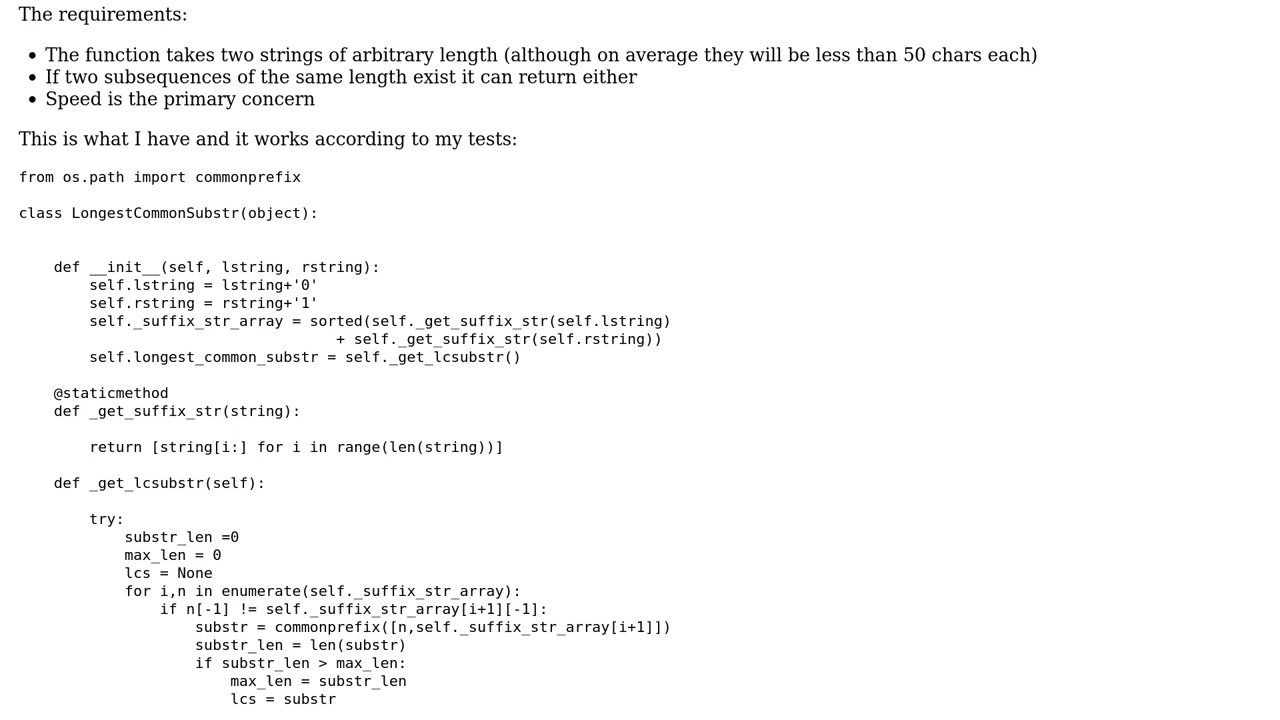 The requirements:
• The function takes two strings of arbitrary length (although on average they will be less than 50 chars each)
• If two subsequences of the same length exist it can return either
• Speed is the primary concern
This is what I have and it works according to my tests:
from os.path import commonprefix
class LongestCommonSubstr(object):
    def __init__(self, lstring, rstring):
        self.lstring = lstring+'0'
        self.rstring = rstring+'1'
        self._suffix_str_array = sorted(self._get_suffix_str(self.lstring)
                                    + self._get_suffix_str(self.rstring))
        self.longest_common_substr = self._get_lcsubstr()
    @staticmethod
    def _get_suffix_str(string):
        return [string[i:] for i in range(len(string))]
    def _get_lcsubstr(self):
        try:
            substr_len =0
            max_len = 0
            lcs = None
            for i,n in enumerate(self._suffix_str_array):
                if n[-1] != self._suffix_str_array[i+1][-1]:
                    substr = commonprefix([n,self._suffix_str_array[i+1]])
                    substr_len = len(substr)
                    if substr_len > max_len:
                        max_len = substr_len
                        lcs = substr